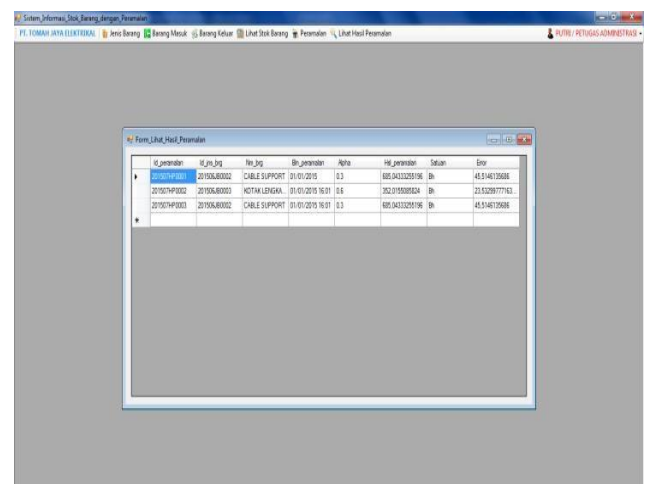 Sistem_Informasi_Stok_Barang_dengan_Peramalan
PT. TOMAH JAYA ELEKTRIKAL Jenis Barang Barang Masuk Barang Keluar Lihat Stok Barang Peramalan Lihat Hasil Peramalan PUTRI / PETUGAS ADMINISTRASI
Form_Lihat_Hasil_Peramalan
Id_peramalan Id_jns_brg Nm_brg Bln_peramalan Alpha Hsl_peramalan Satuan Error
201507HP0001 201506JB0002 CABLE SUPPORT 01/01/2015 0.3 685.04333255196 Bh 45.5146135686
201507HP0002 201506JB0003 KOTAK LENGKA... 01/01/2015 16:01 0.6 352.0155085824 Bh 23.53299777163...
201507HP0003 201506JB0002 CABLE SUPPORT 01/01/2015 16:01 0.3 685.04333255196 Bh 45.5146135686